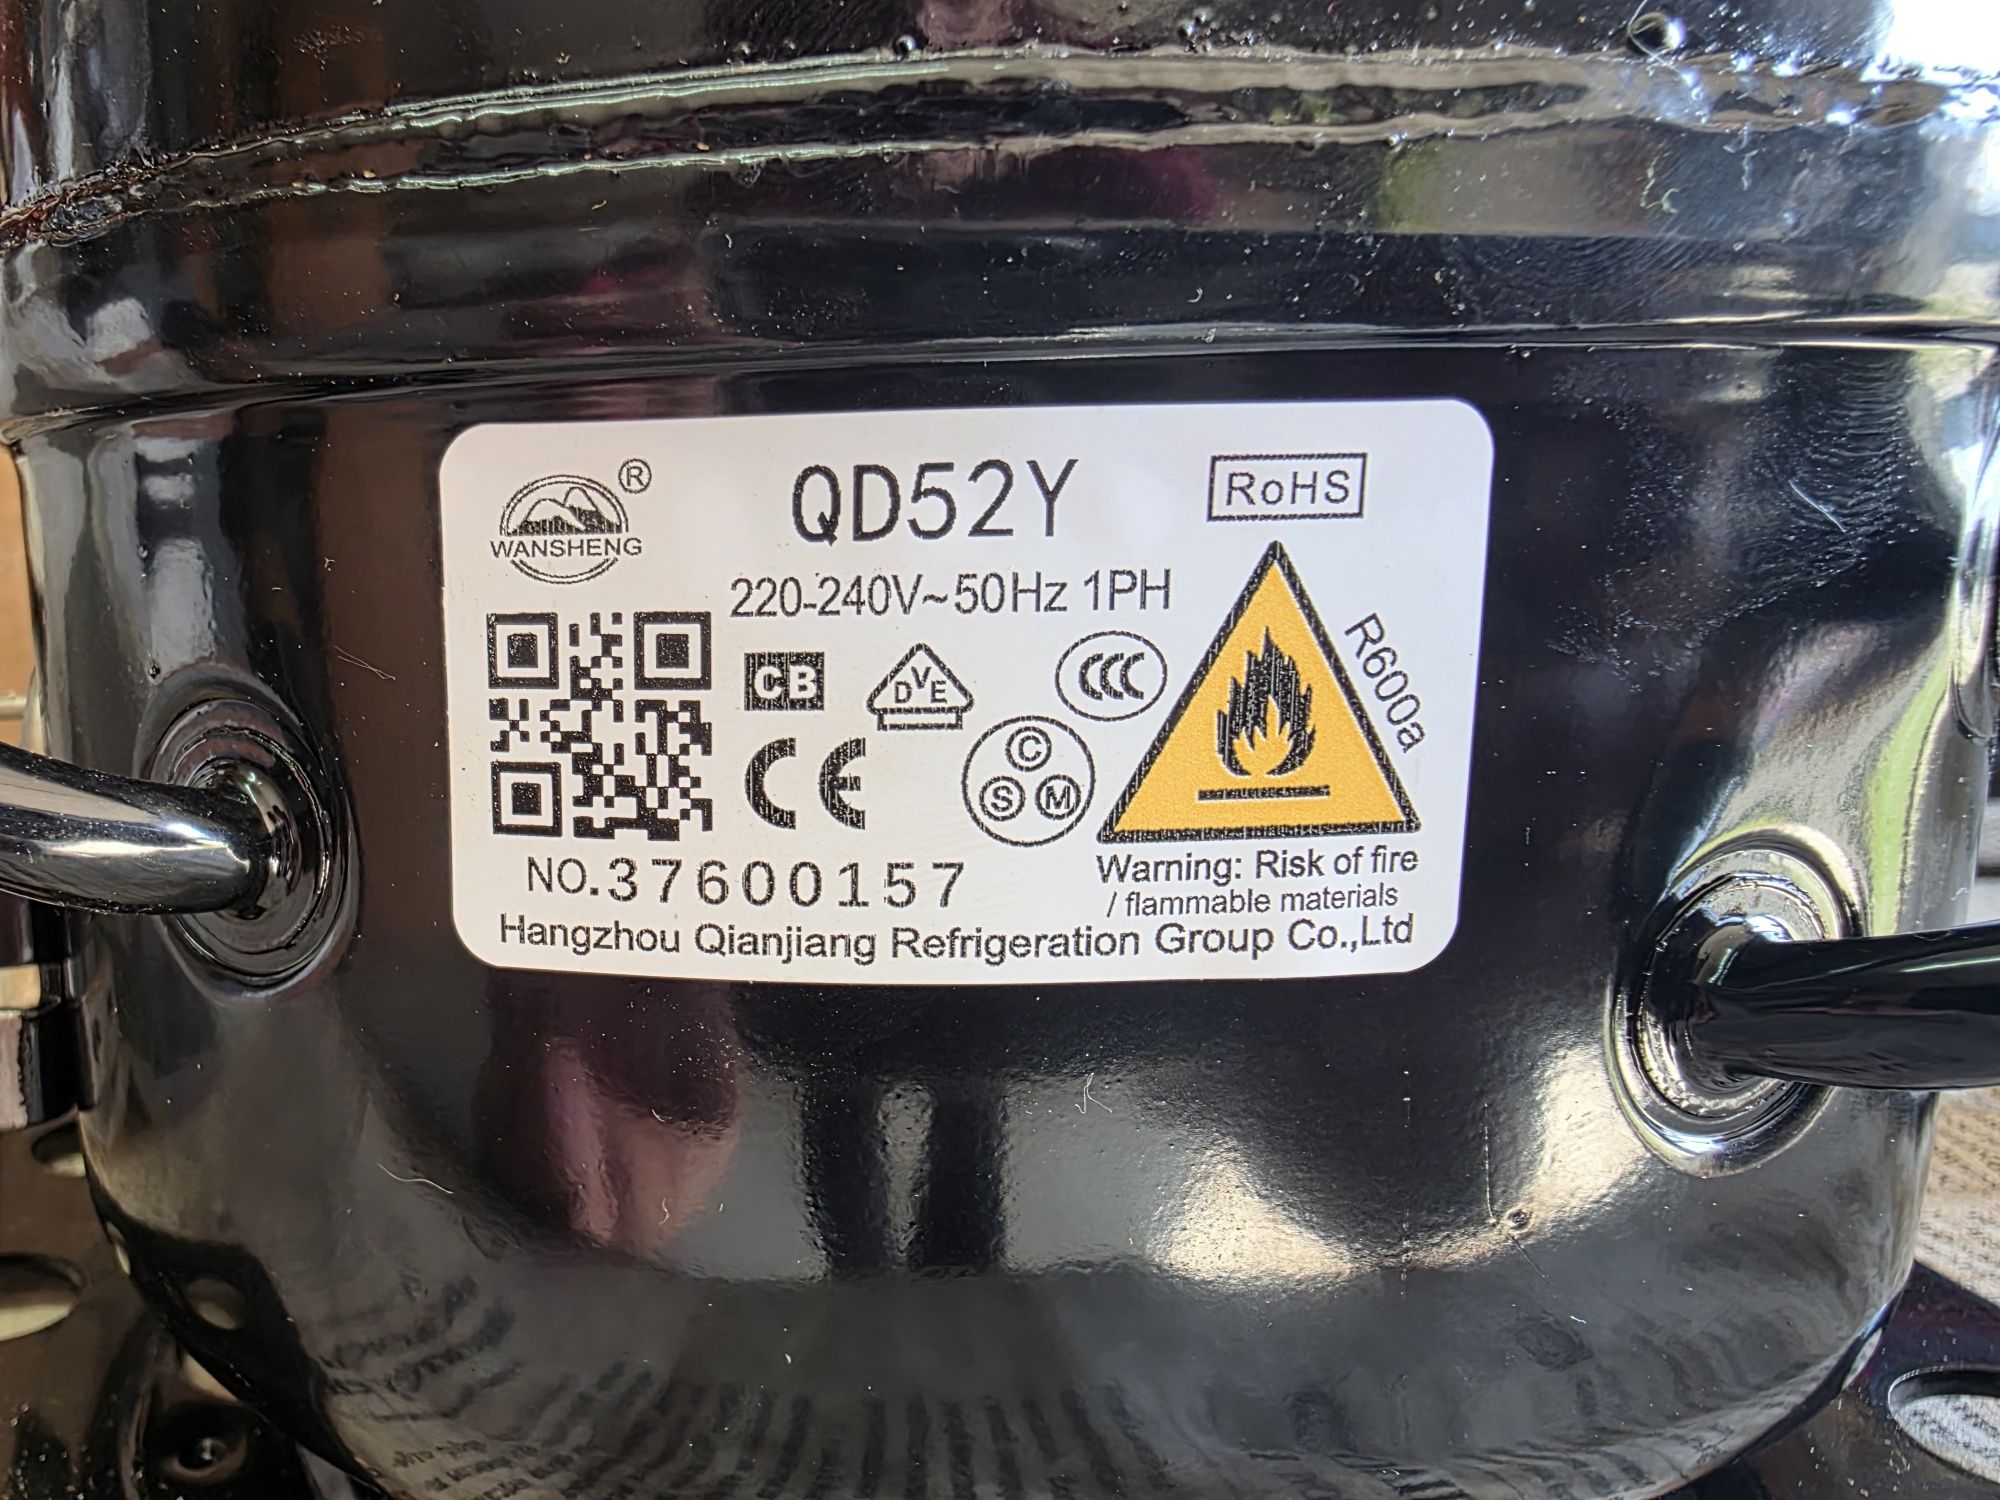 WANSHENG ®
QD52Y
RoHS
220-240V~50Hz 1PH
CB
DVE
CCC
R600a
CE
C
S M
NO.37600157
Warning: Risk of fire
/ flammable materials
Hangzhou Qianjiang Refrigeration Group Co.,Ltd